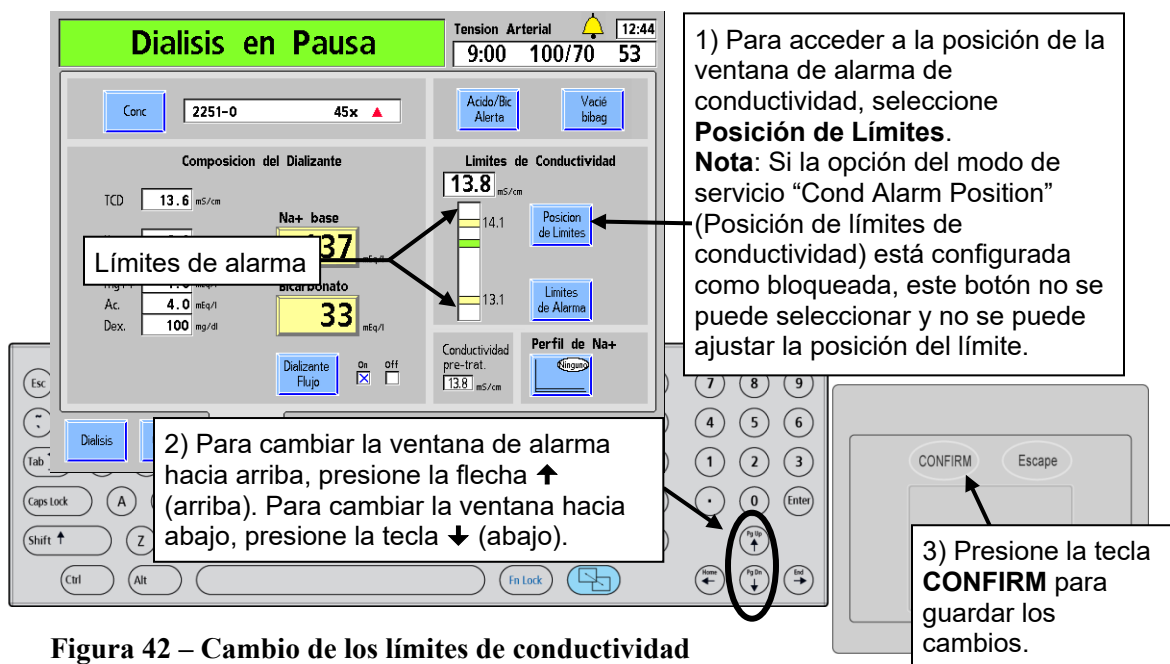 Dialisis en Pausa
Tension Arterial
12:44
9:00 100/70 53
Conc
2251-0 45x
Acido/Bic
Alerta
Vacié
bibag
Composicion del Dializante
TCD 13.6 mS/cm
Na+ base
137 mEq/l
Bicarbonato
33 mEq/l
Ac. 4.0 mEq/l
Dex. 100 mg/dl
Dializante
Flujo
On Off
Límites de alarma
Limites de Conductividad
13.8 mS/cm
14.1
13.1
Posicion
de Limites
Limites
de Alarma
Conductividad
pre-trat.
13.8 mS/cm
Perfil de Na+
Ninguno
Dialisis
1) Para acceder a la posición de la
ventana de alarma de
conductividad, seleccione
Posición de Límites.
Nota: Si la opción del modo de
servicio “Cond Alarm Position”
(Posición de límites de
conductividad) está configurada
como bloqueada, este botón no se
puede seleccionar y no se puede
ajustar la posición del límite.
2) Para cambiar la ventana de alarma
hacia arriba, presione la flecha ↑
(arriba). Para cambiar la ventana hacia
abajo, presione la tecla ↓ (abajo).
Esc
7 8 9
4 5 6
Tab
1 2 3
Caps Lock A
. 0 Enter
Shift ↑ Z
Pg Up ↑
Ctrl Alt
Fn Lock
Home ← Pg Dn ↓ End →
CONFIRM Escape
3) Presione la tecla
CONFIRM para
guardar los
cambios.
Figura 42 – Cambio de los límites de conductividad